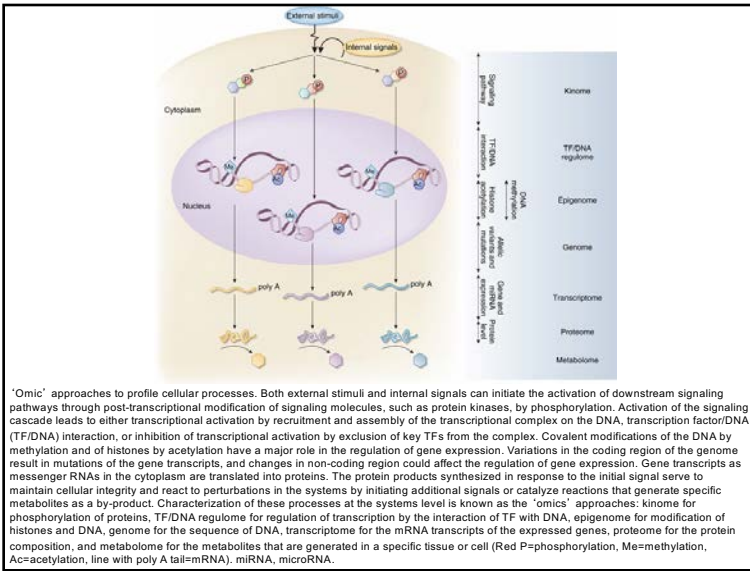 External stimuli
Internal signals
P
P
P
Cytoplasm
Signaling pathway
Kinome
TF/DNA interaction
TF/DNA
regulome
Me
Ac
Me
Ac
Me
Ac
Nucleus
Histone acetylation
DNA methylation
Epigenome
Allelic variants and mutations
Genome
poly A
poly A
poly A
Gene and miRNA expression
Transcriptome
Protein level
Proteome
Metabolome
'Omic' approaches to profile cellular processes. Both external stimuli and internal signals can initiate the activation of downstream signaling
pathways through post-transcriptional modification of signaling molecules, such as protein kinases, by phosphorylation. Activation of the signaling
cascade leads to either transcriptional activation by recruitment and assembly of the transcriptional complex on the DNA, transcription factor/DNA
(TF/DNA) interaction, or inhibition of transcriptional activation by exclusion of key TFs from the complex. Covalent modifications of the DNA by
methylation and of histones by acetylation have a major role in the regulation of gene expression. Variations in the coding region of the genome
result in mutations of the gene transcripts, and changes in non-coding region could affect the regulation of gene expression. Gene transcripts as
messenger RNAs in the cytoplasm are translated into proteins. The protein products synthesized in response to the initial signal serve to
maintain cellular integrity and react to perturbations in the systems by initiating additional signals or catalyze reactions that generate specific
metabolites as a by-product. Characterization of these processes at the systems level is known as the 'omics' approaches: kinome for
phosphorylation of proteins, TF/DNA regulome for regulation of transcription by the interaction of TF with DNA, epigenome for modification of
histones and DNA, genome for the sequence of DNA, transcriptome for the mRNA transcripts of the expressed genes, proteome for the protein
composition, and metabolome for the metabolites that are generated in a specific tissue or cell (Red P=phosphorylation, Me=methylation,
Ac=acetylation, line with poly A tail=mRNA). miRNA, microRNA.